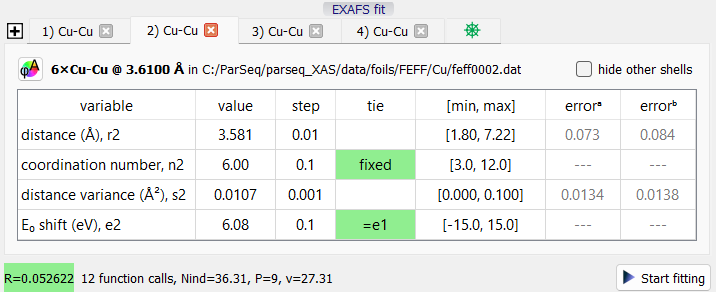 EXAFS fit
1) Cu-Cu 2) Cu-Cu 3) Cu-Cu 4) Cu-Cu
φA 6×Cu-Cu @ 3.6100 Å in C:/ParSeq/parseq_XAS/data/foils/FEFF/Cu/feff0002.dat hide other shells
variable value step tie [min, max] errorᵃ errorᵇ
distance (Å), r2 3.581 0.01 [1.80, 7.22] 0.073 0.084
coordination number, n2 6.00 0.1 fixed [3.0, 12.0] --- ---
distance variance (Å²), s2 0.0107 0.001 [0.000, 0.100] 0.0134 0.0138
E₀ shift (eV), e2 6.08 0.1 =e1 [-15.0, 15.0] --- ---
R=0.052622 12 function calls, Nind=36.31, P=9, ν=27.31 Start fitting